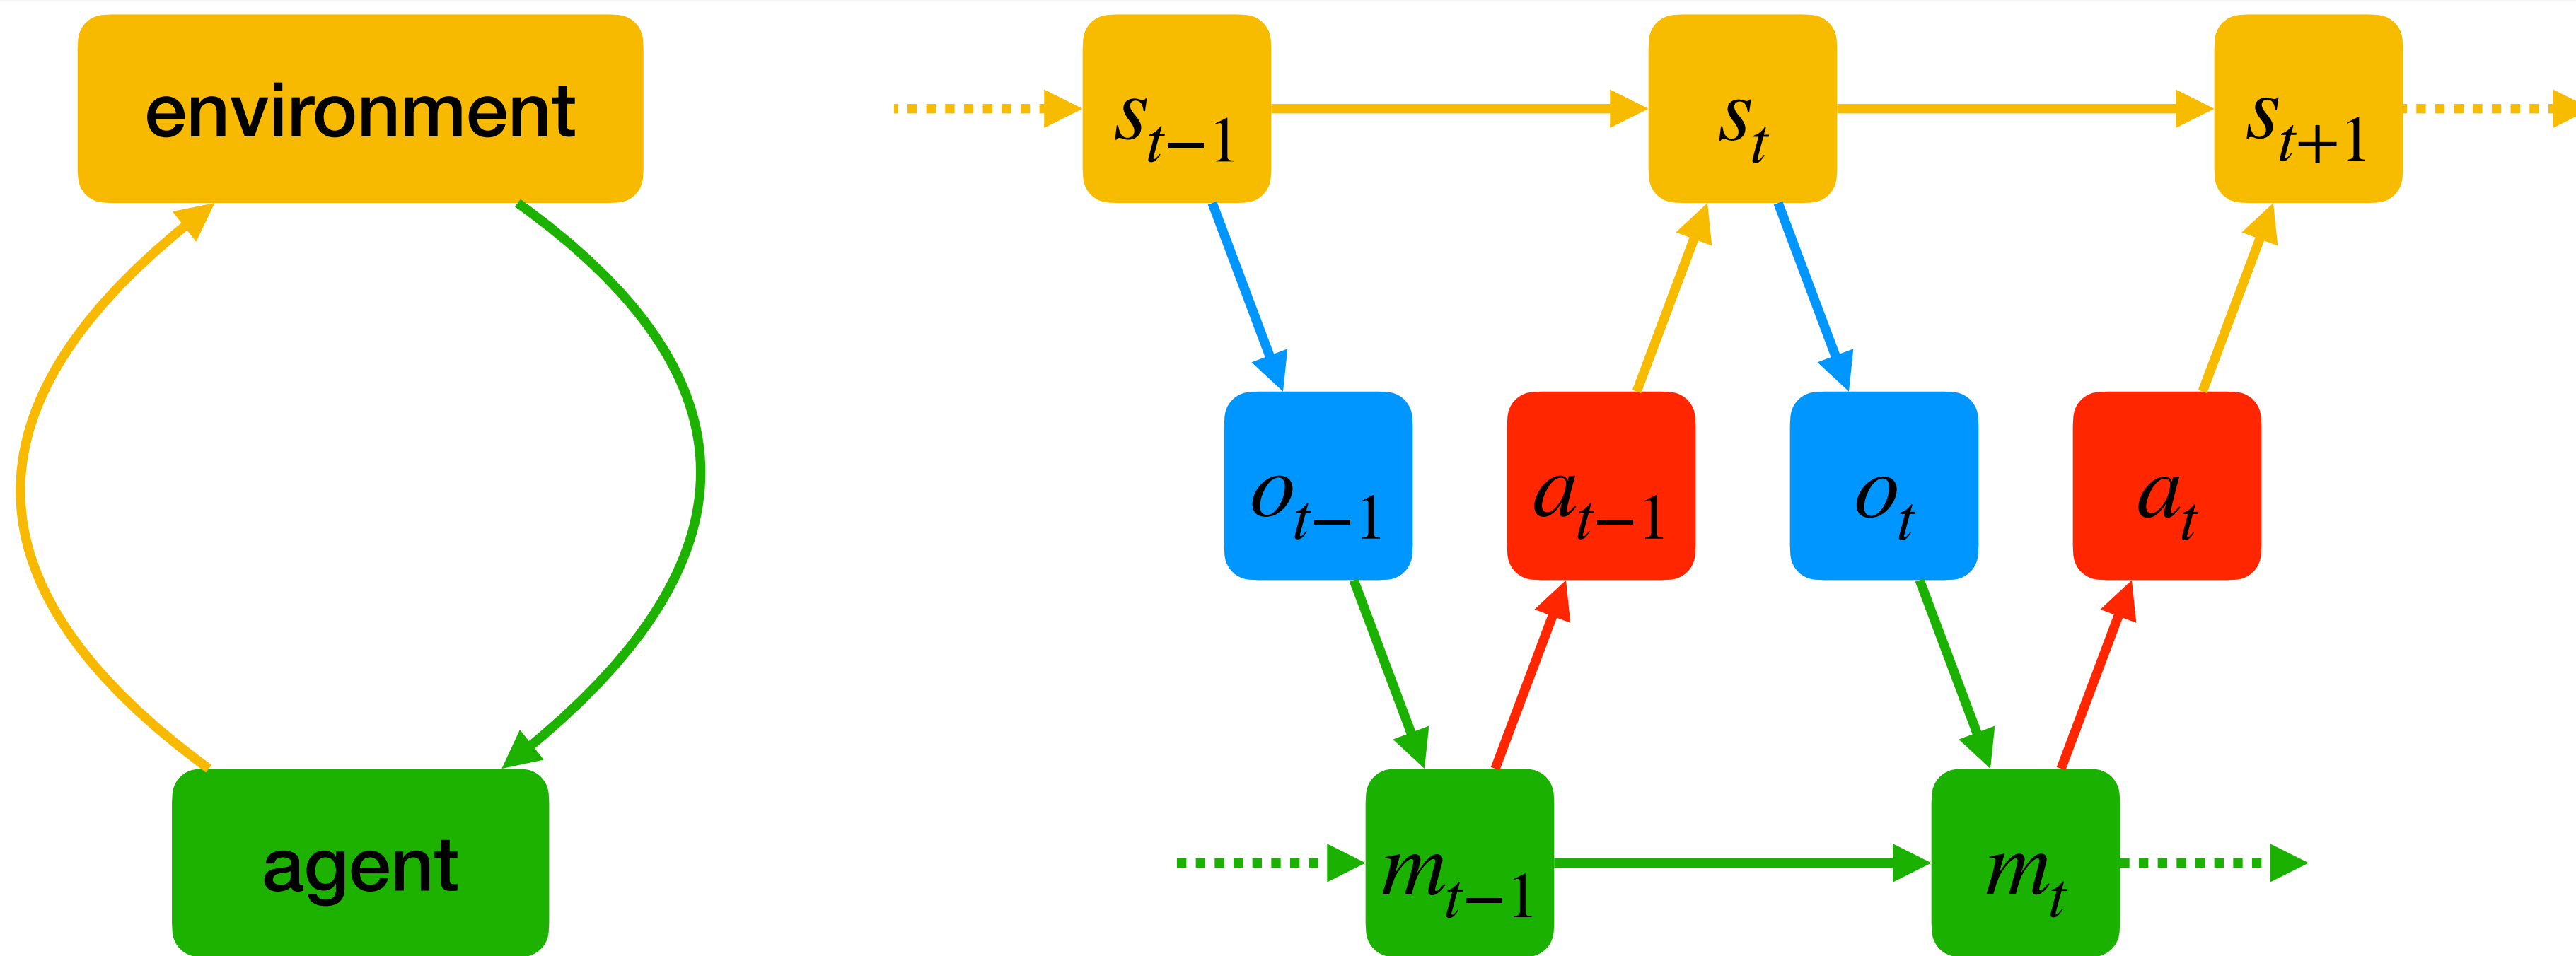 environment
s_{t−1}
s_t
s_{t+1}
o_{t−1}
a_{t−1}
o_t
a_t
agent
m_{t−1}
m_t